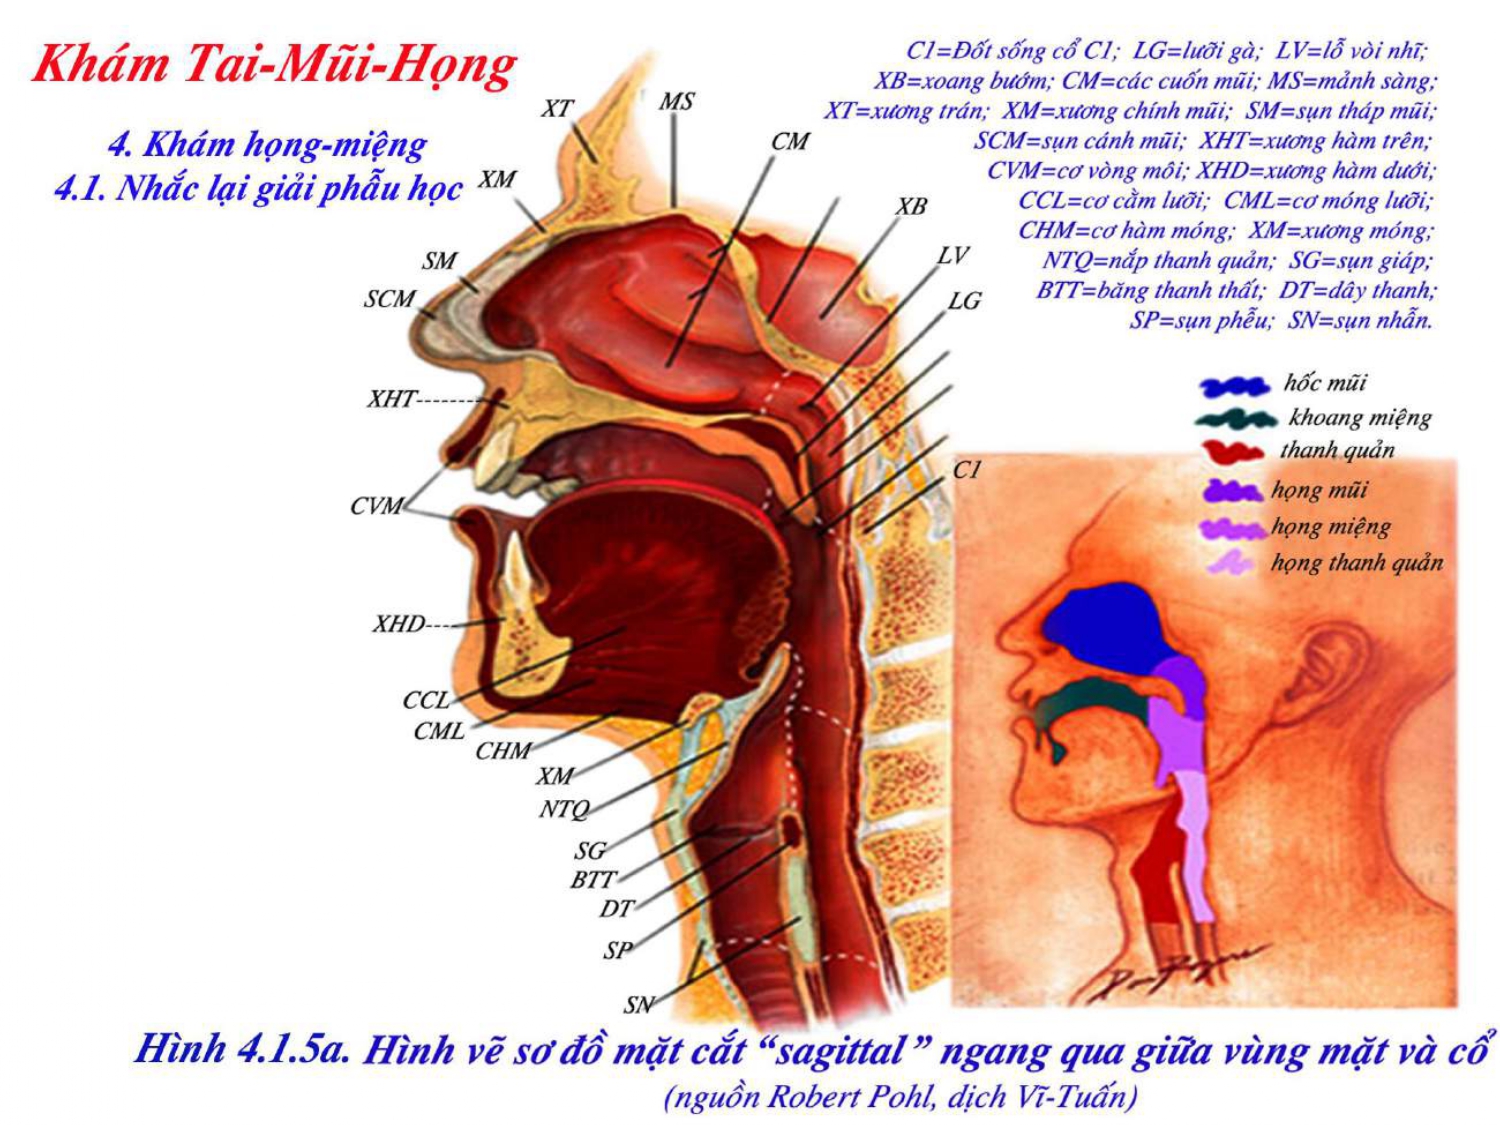 Khám Tai-Mũi-Họng
4. Khám họng-miệng
4.1. Nhắc lại giải phẫu học
C1=Đốt sống cổ C1; LG=lưỡi gà; LV=lỗ vòi nhĩ;
XB=xoang bướm; CM=các cuốn mũi; MS=mảnh sàng;
XT=xương trán; XM=xương chính mũi; SM=sụn tháp mũi;
SCM=sụn cánh mũi; XHT=xương hàm trên;
CVM=cơ vòng môi; XHD=xương hàm dưới;
CCL=cơ cằm lưỡi; CML=cơ móng lưỡi;
CHM=cơ hàm móng; XM=xương móng;
NTQ=nắp thanh quản; SG=sụn giáp;
BTT=băng thanh thất; DT=dây thanh;
SP=sụn phễu; SN=sụn nhẫn.
XT
MS
CM
XM
XB
SM
LV
SCM
LG
XHT
C1
CVM
XHD
CCL
CML
CHM
XM
NTQ
SG
BTT
DT
SP
SN
hốc mũi
khoang miệng
thanh quản
họng mũi
họng miệng
họng thanh quản
Hình 4.1.5a. Hình vẽ sơ đồ mặt cắt “sagittal” ngang qua giữa vùng mặt và cổ
(nguồn Robert Pohl, dịch Vĩ-Tuấn)